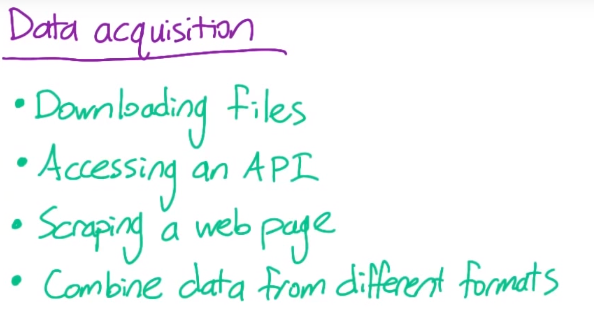 Data acquisition
• Downloading files
• Accessing an API
• Scraping a web page
• Combine data from different formats